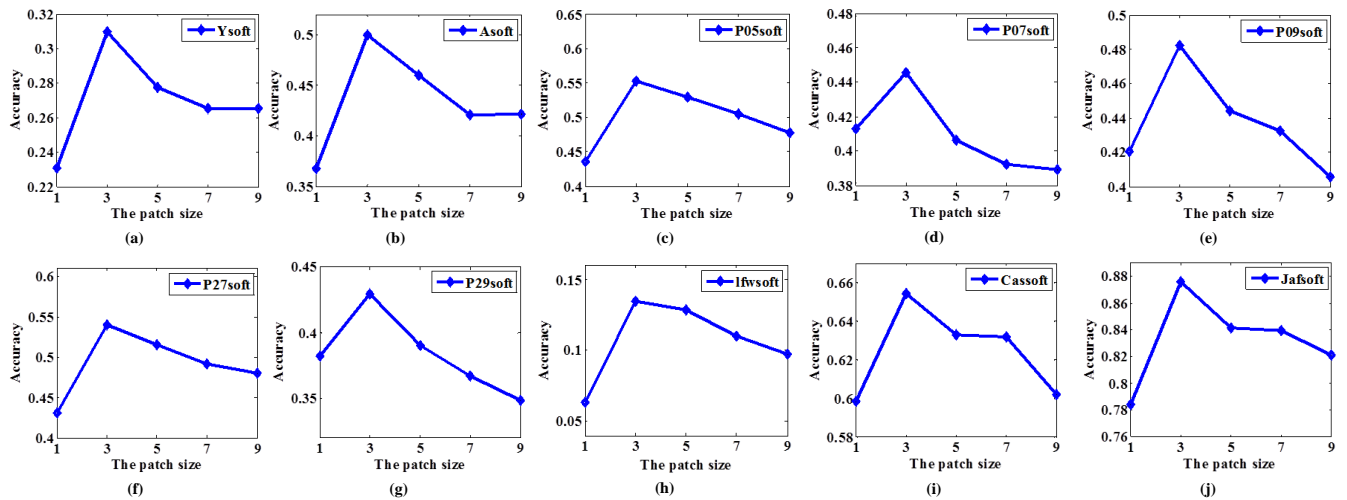 0.32
0.3
0.28
0.26
0.24
0.22
1 3 5 7 9
Accuracy
The patch size
Ysoft
(a)
0.5
0.45
0.4
0.35
1 3 5 7 9
Accuracy
The patch size
Asoft
(b)
0.65
0.6
0.55
0.5
0.45
0.4
1 3 5 7 9
Accuracy
The patch size
P05soft
(c)
0.48
0.46
0.44
0.42
0.4
0.38
1 3 5 7 9
Accuracy
The patch size
P07soft
(d)
0.5
0.48
0.46
0.44
0.42
0.4
1 3 5 7 9
Accuracy
The patch size
P09soft
(e)
0.6
0.55
0.5
0.45
0.4
1 3 5 7 9
Accuracy
The patch size
P27soft
(f)
0.45
0.4
0.35
1 3 5 7 9
Accuracy
The patch size
P29soft
(g)
0.15
0.1
0.05
1 3 5 7 9
Accuracy
The patch size
lfwsoft
(h)
0.66
0.64
0.62
0.6
0.58
1 3 5 7 9
Accuracy
The patch size
Cassoft
(i)
0.88
0.86
0.84
0.82
0.8
0.78
0.76
1 3 5 7 9
Accuracy
The patch size
Jafsoft
(j)